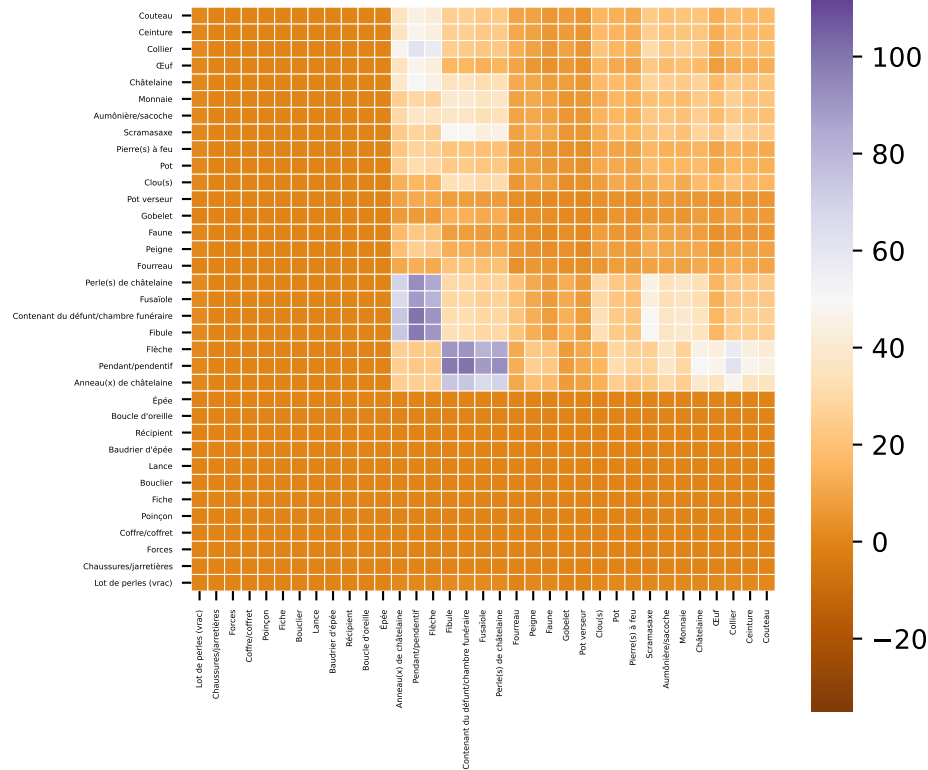 Couteau
Ceinture
Collier
Œuf
Châtelaine
Monnaie
Aumônière/sacoche
Scramasaxe
Pierre(s) à feu
Pot
Clou(s)
Pot verseur
Gobelet
Faune
Peigne
Fourreau
Perle(s) de châtelaine
Fusaïole
Contenant du défunt/chambre funéraire
Fibule
Flèche
Pendant/pendentif
Anneau(x) de châtelaine
Épée
Boucle d'oreille
Récipient
Baudrier d'épée
Lance
Bouclier
Fiche
Poinçon
Coffre/coffret
Forces
Chaussures/jarretières
Lot de perles (vrac)
Lot de perles (vrac)
Chaussures/jarretières
Forces
Coffre/coffret
Poinçon
Fiche
Bouclier
Lance
Baudrier d'épée
Récipient
Boucle d'oreille
Épée
Anneau(x) de châtelaine
Pendant/pendentif
Flèche
Fibule
Contenant du défunt/chambre funéraire
Fusaïole
Perle(s) de châtelaine
Fourreau
Peigne
Faune
Gobelet
Pot verseur
Clou(s)
Pot
Pierre(s) à feu
Scramasaxe
Aumônière/sacoche
Monnaie
Châtelaine
Œuf
Collier
Ceinture
Couteau
100
80
60
40
20
0
−20